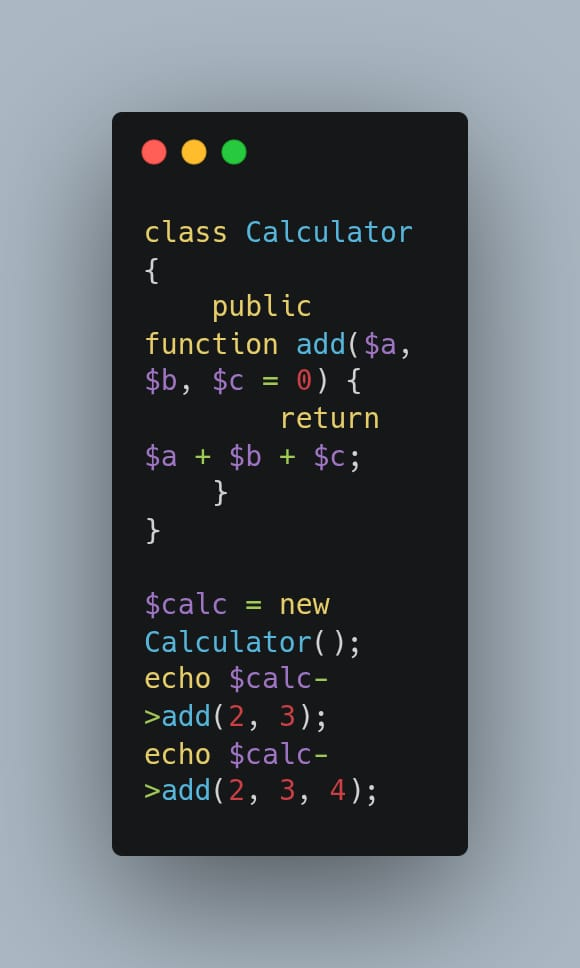 class Calculator
{
    public
function add($a,
$b, $c = 0) {
        return
$a + $b + $c;
    }
}

$calc = new
Calculator();
echo $calc-
>add(2, 3);
echo $calc-
>add(2, 3, 4);